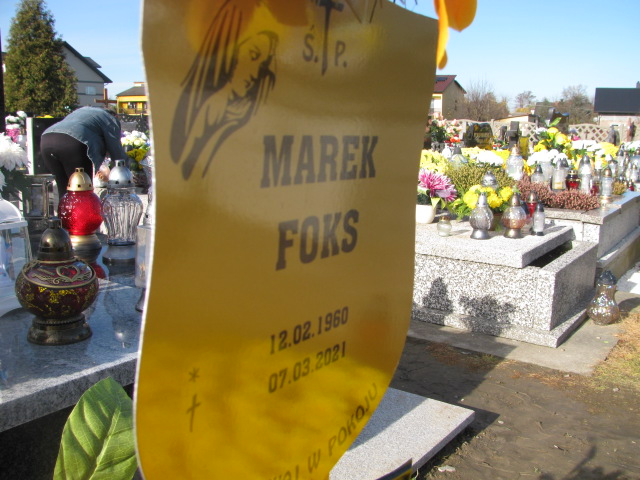 Ś.P.
MAREK
FOKS
* 12.02.1960
† 07.03.2021
W POKOJU